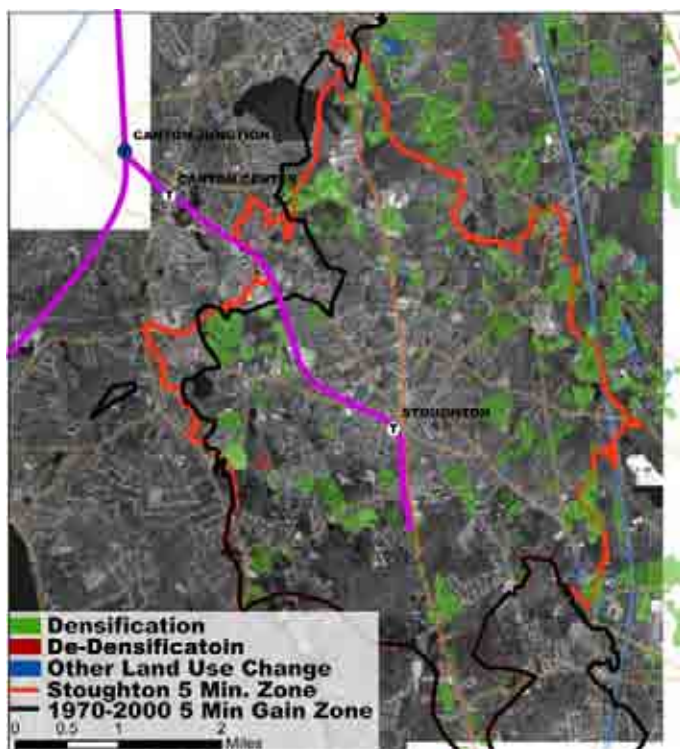 CANTON JUNCTION
CANTON CENTER
T
STOUGHTON
T
Densification
De-Densificatoin
Other Land Use Change
Stoughton 5 Min. Zone
1970-2000 5 Min Gain Zone
0 0.5 1 2
Miles